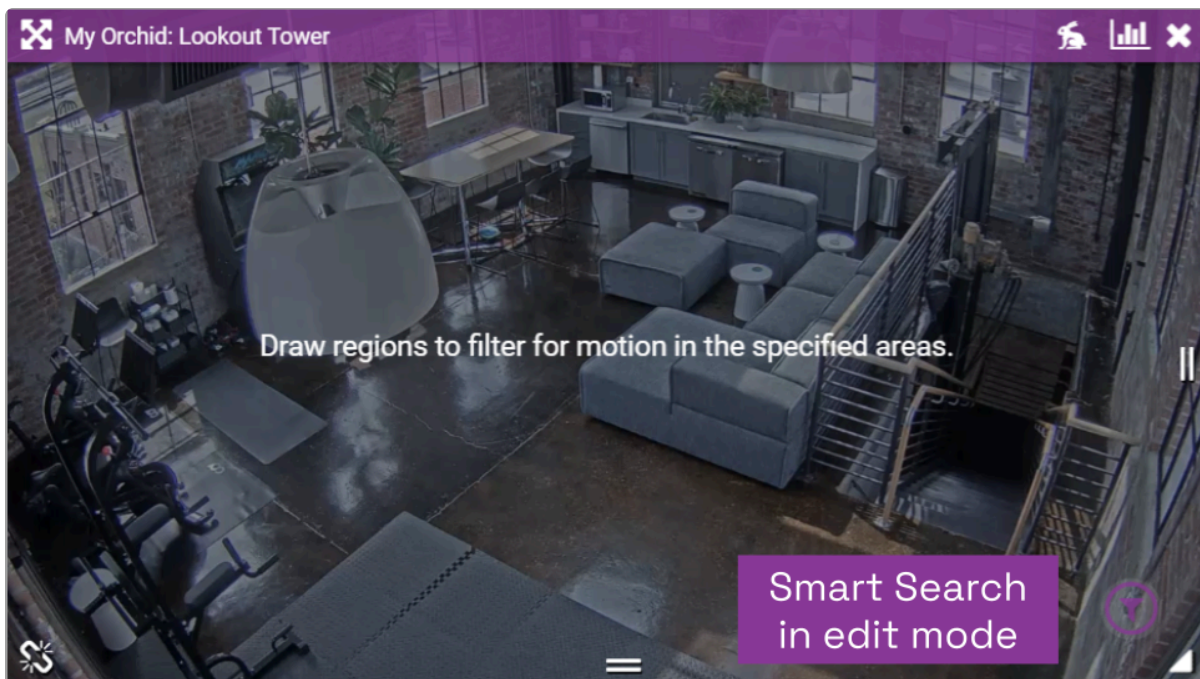 My Orchid: Lookout Tower
Draw regions to filter for motion in the specified areas.
Smart Search
in edit mode